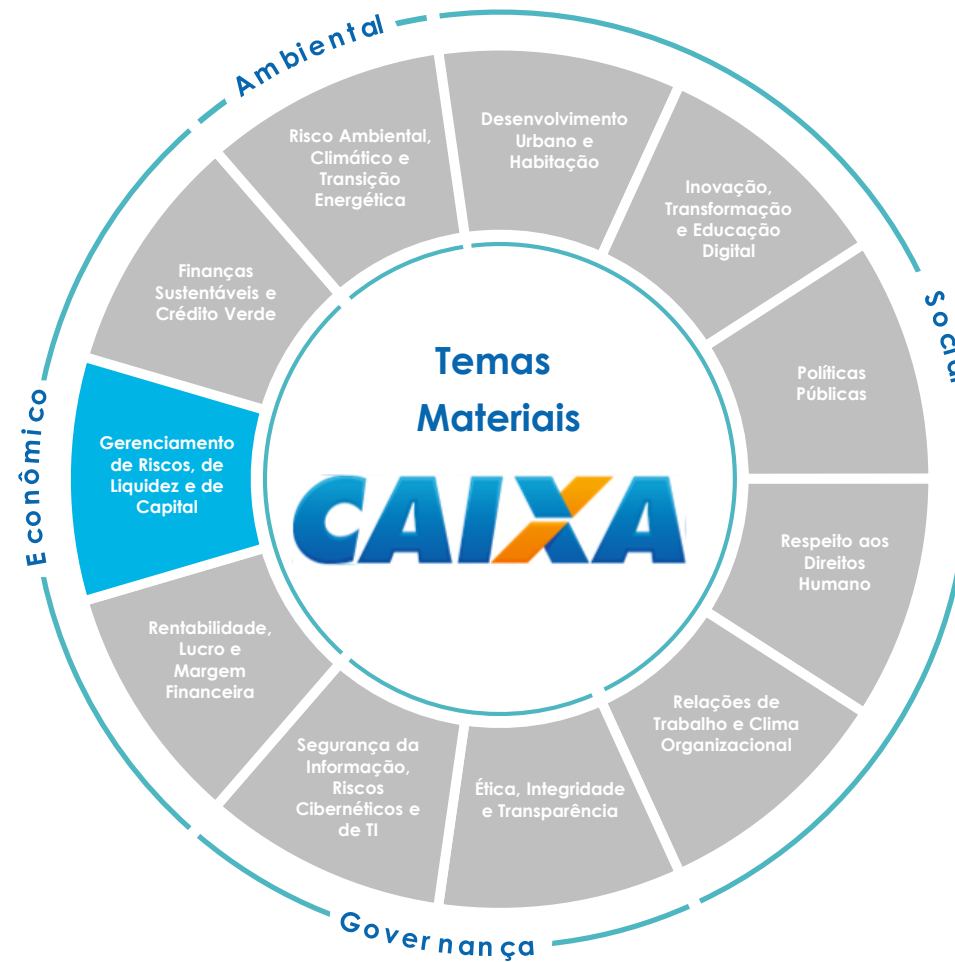 Ambiental
Risco Ambiental,
Climático e
Transição
Energética
Desenvolvimento
Urbano e
Habitação
Inovação,
Transformação
e Educação
Digital
Social
Políticas
Públicas
Respeito aos
Direitos
Humano
Relações de
Trabalho e Clima
Organizacional
Ética, Integridade
e Transparência
Governança
Segurança da
Informação,
Riscos
Cibernéticos e
de TI
Rentabilidade,
Lucro e
Margem
Financeira
Econômico
Gerenciamento
de Riscos, de
Liquidez e de
Capital
Finanças
Sustentáveis e
Crédito Verde
Temas
Materiais
CAIXA